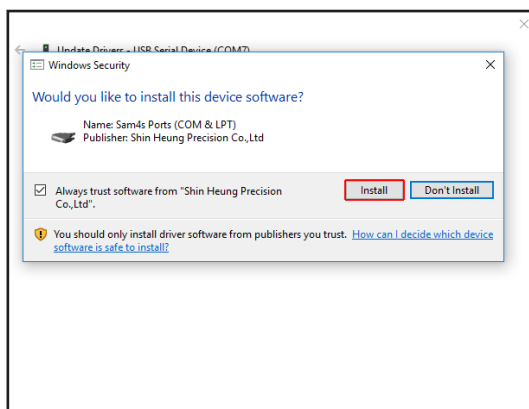 Update Drivers - USB Serial Device (COM7)
Windows Security
Would you like to install this device software?
Name: Sam4s Ports (COM & LPT)
Publisher: Shin Heung Precision Co.,Ltd
Always trust software from "Shin Heung Precision
Co.,Ltd".
Install
Don't Install
You should only install driver software from publishers you trust. How can I decide which device
software is safe to install?